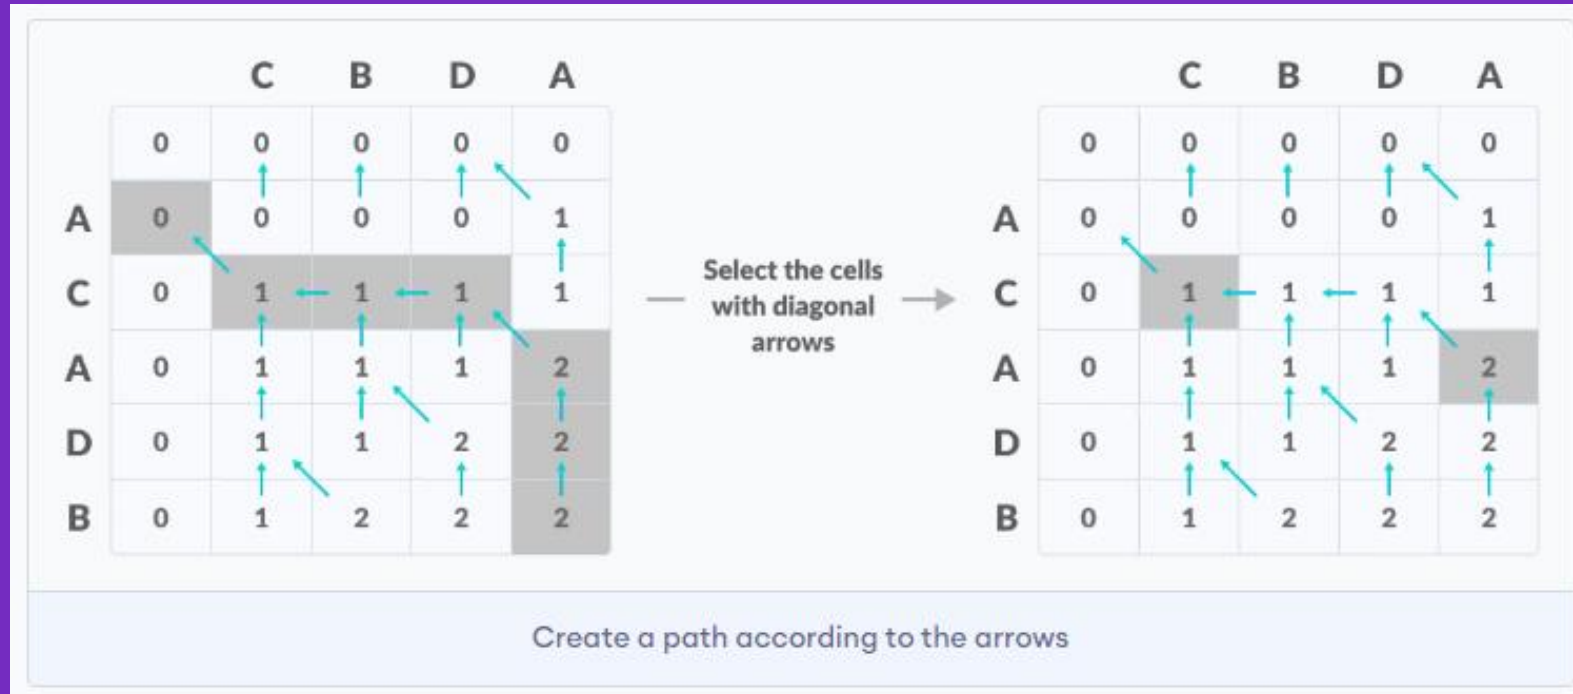 C B D A
0 0 0 0 0
A 0 0 0 0 1
C 0 1 1 1 1
A 0 1 1 1 2
D 0 1 1 2 2
B 0 1 2 2 2
Select the cells
with diagonal
arrows
C B D A
0 0 0 0 0
A 0 0 0 0 1
C 0 1 1 1 1
A 0 1 1 1 2
D 0 1 1 2 2
B 0 1 2 2 2
Create a path according to the arrows